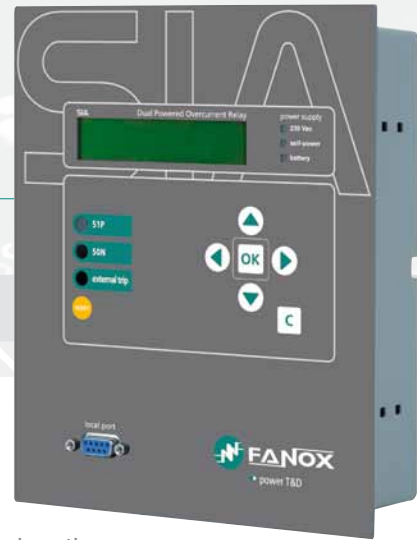 SIA
SIA Dual Powered Overcurrent Relay power supply
230 Vac
self-power
battery
51P
50N
external trip
OK
C
local port
FANOX
power T&D